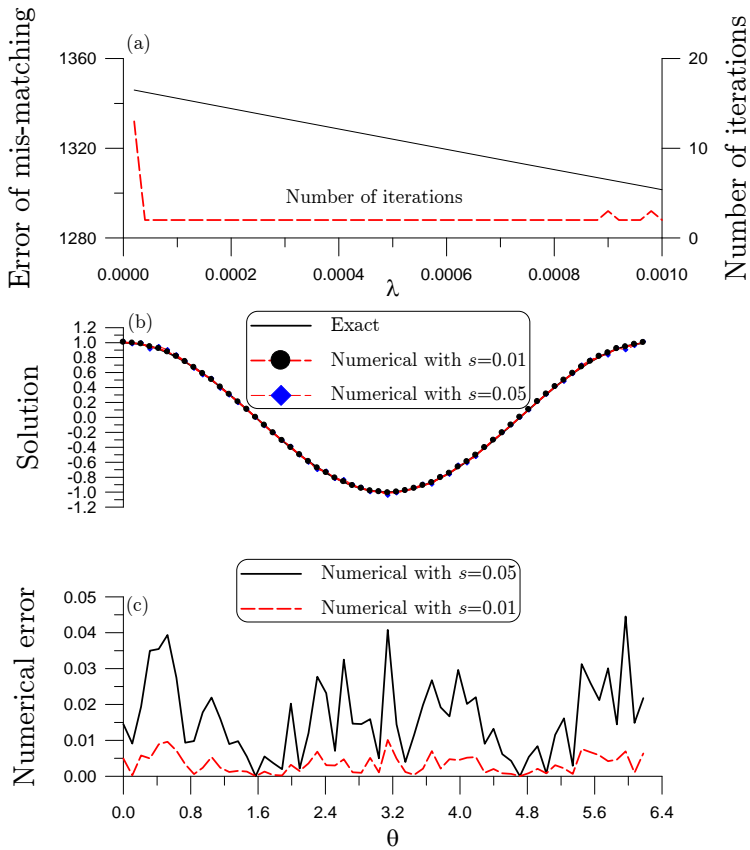 (a)
Error of mis-matching
1360
1320
1280
20
10
0
Number of iterations
Number of iterations
0.0000 0.0002 0.0004 0.0006 0.0008 0.0010
λ
(b)
Solution
1.2
1.0
0.8
0.6
0.4
0.2
0.0
-0.2
-0.4
-0.6
-0.8
-1.0
-1.2
Exact
Numerical with s=0.01
Numerical with s=0.05
(c)
Numerical error
Numerical with s=0.05
Numerical with s=0.01
0.05
0.04
0.03
0.02
0.01
0.00
0.0 0.8 1.6 2.4 3.2 4.0 4.8 5.6 6.4
θ